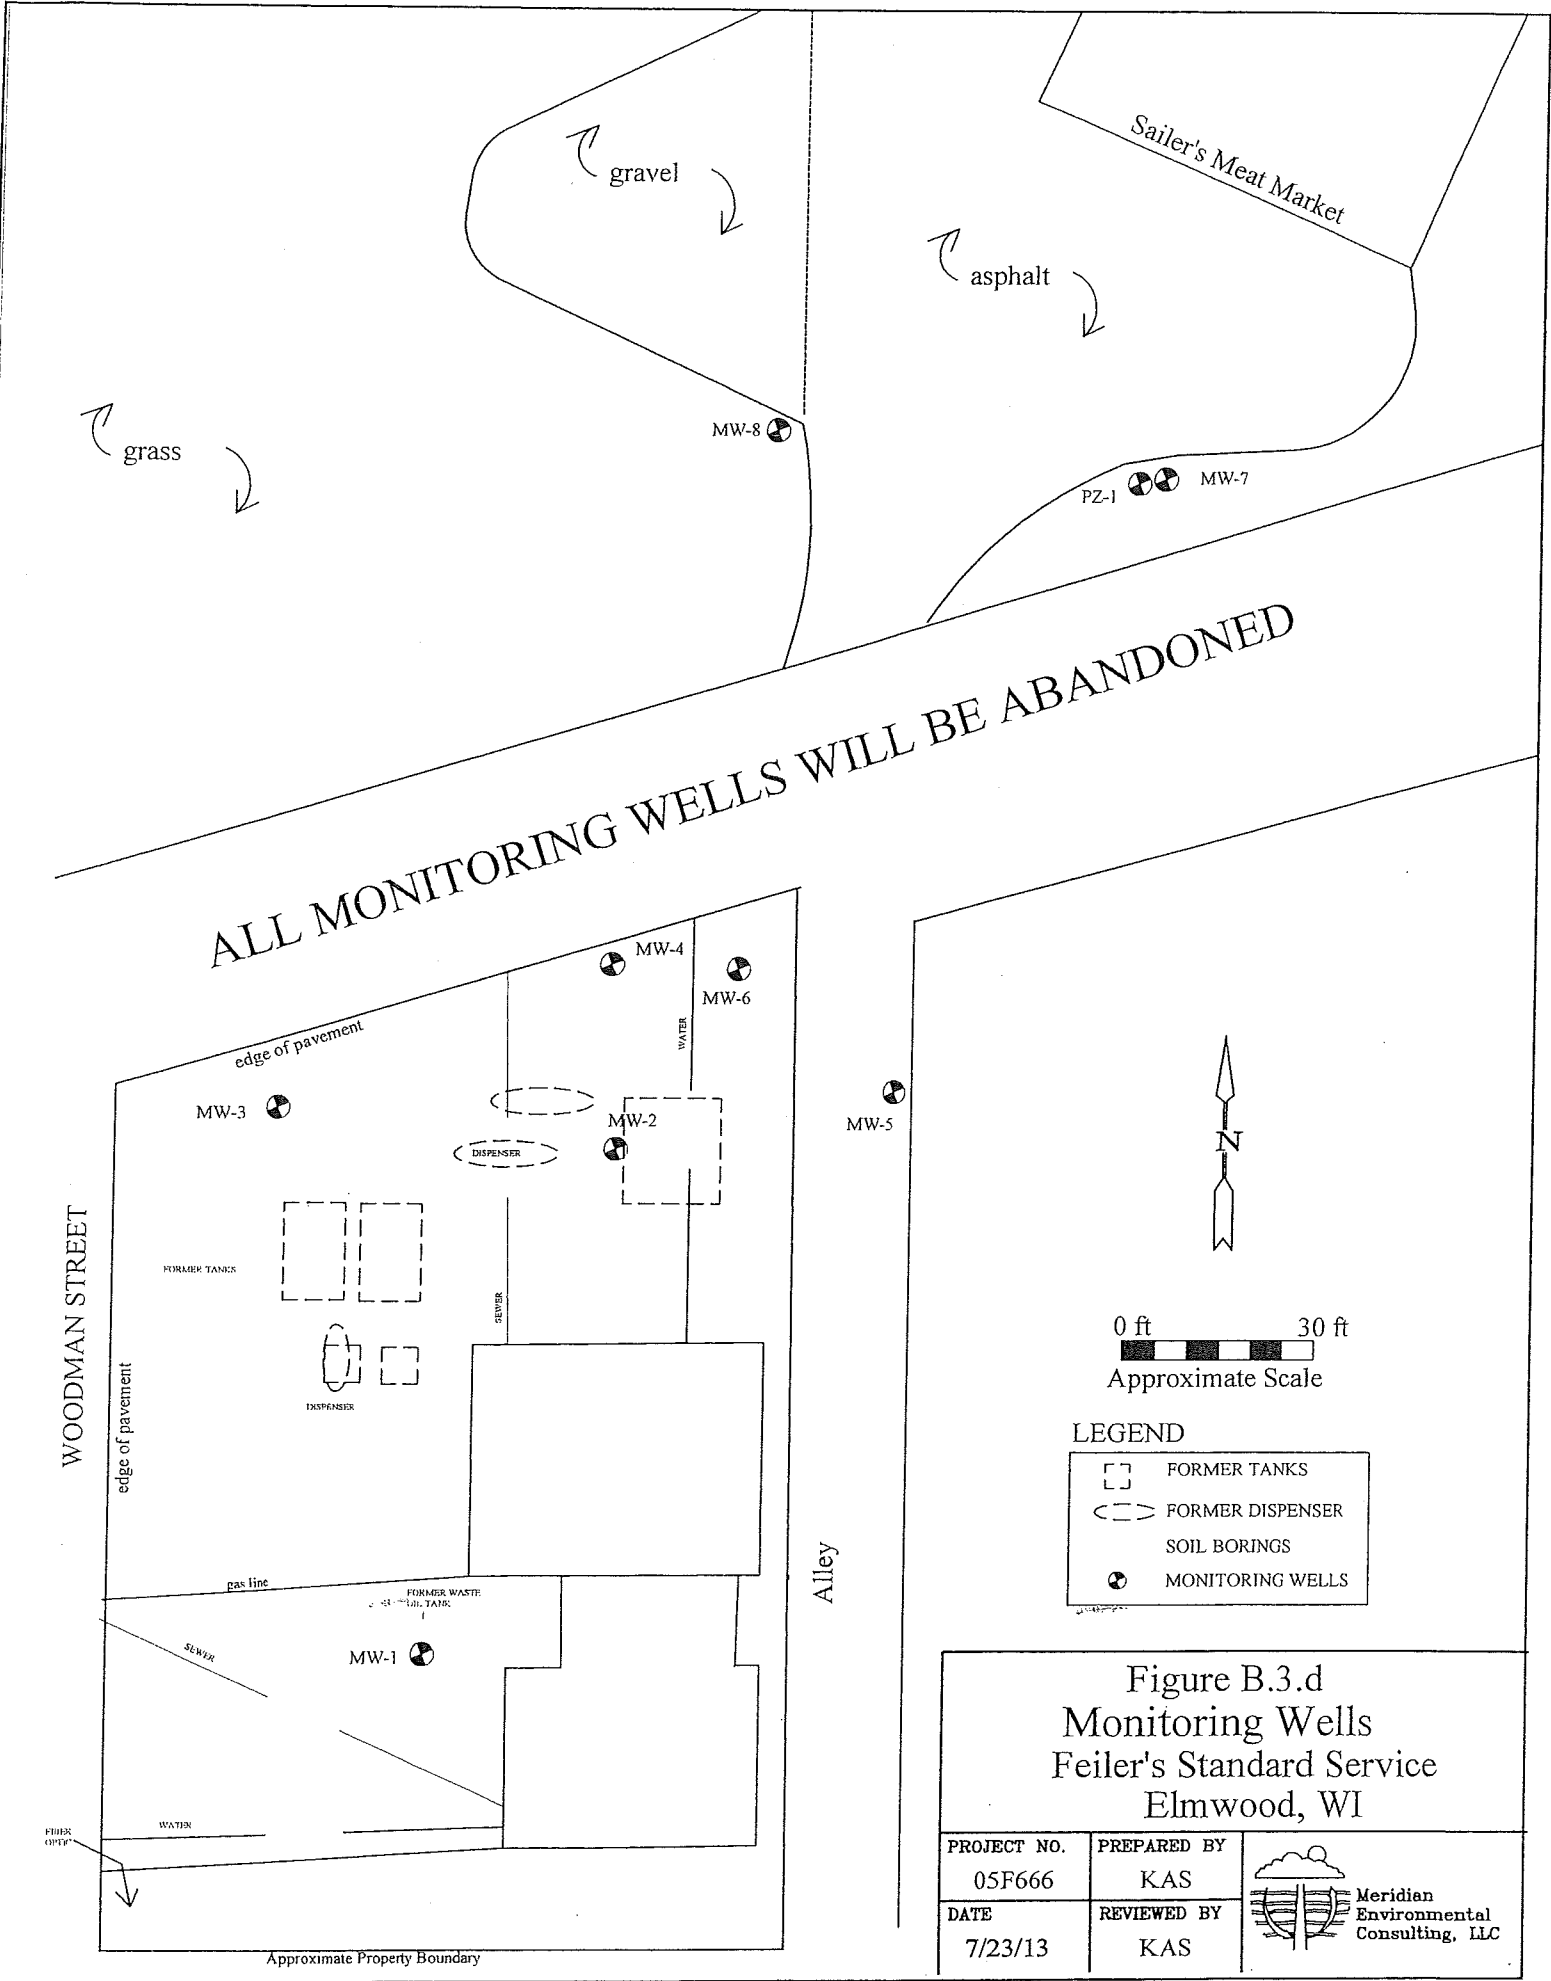 Sailer's Meat Market
gravel
asphalt
grass
MW-8
PZ-1
MW-7
ALL MONITORING WELLS WILL BE ABANDONED
MW-4
MW-6
edge of pavement
WATER
MW-3
MW-2
MW-5
DISPENSER
N
WOODMAN STREET
FORMER TANKS
SEWER
0 ft 30 ft
Approximate Scale
edge of pavement
DISPENSER
LEGEND
FORMER TANKS
FORMER DISPENSER
SOIL BORINGS
MONITORING WELLS
Alley
gas line
FORMER WASTE
TANK
SEWER
MW-1
Figure B.3.d
Monitoring Wells
Feiler's Standard Service
Elmwood, WI
WATER
FIBER
OPTIC
PROJECT NO.
05F666
PREPARED BY
KAS
DATE
7/23/13
REVIEWED BY
KAS
Meridian
Environmental
Consulting, LLC
Approximate Property Boundary